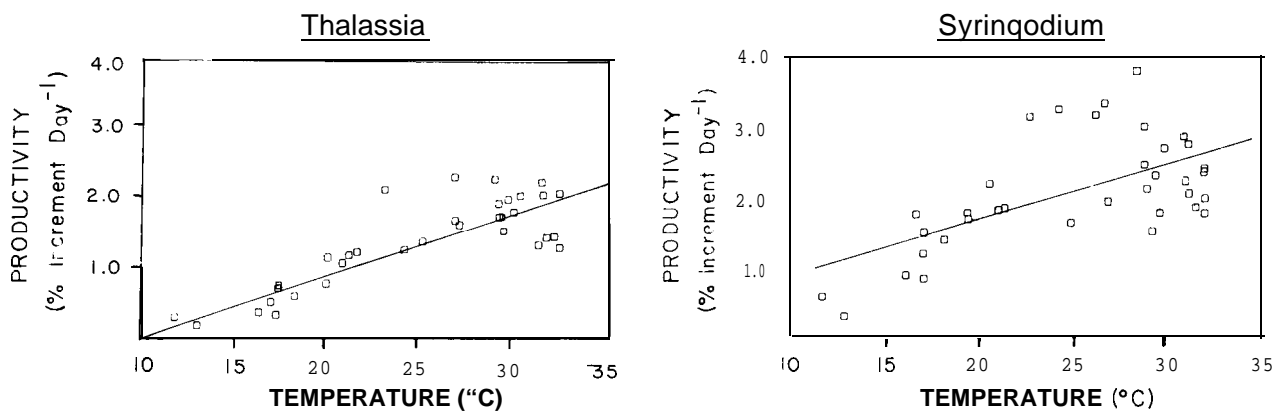 Thalassia
PRODUCTIVITY
(% Increment Day-1)
4.0
3.0
2.0
1.0
10
15
20
25
30
35
TEMPERATURE (“C)
Syrinqodium
PRODUCTIVITY
(% Increment Day-1)
4.0
3.0
2.0
1.0
10
15
20
25
30
35
TEMPERATURE (°C)